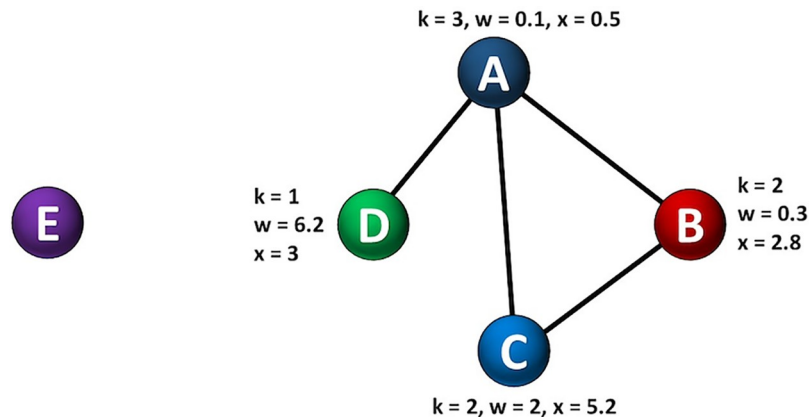 k = 3, w = 0.1, x = 0.5
A
E
k = 1
w = 6.2
x = 3
D
B
k = 2
w = 0.3
x = 2.8
C
k = 2, w = 2, x = 5.2